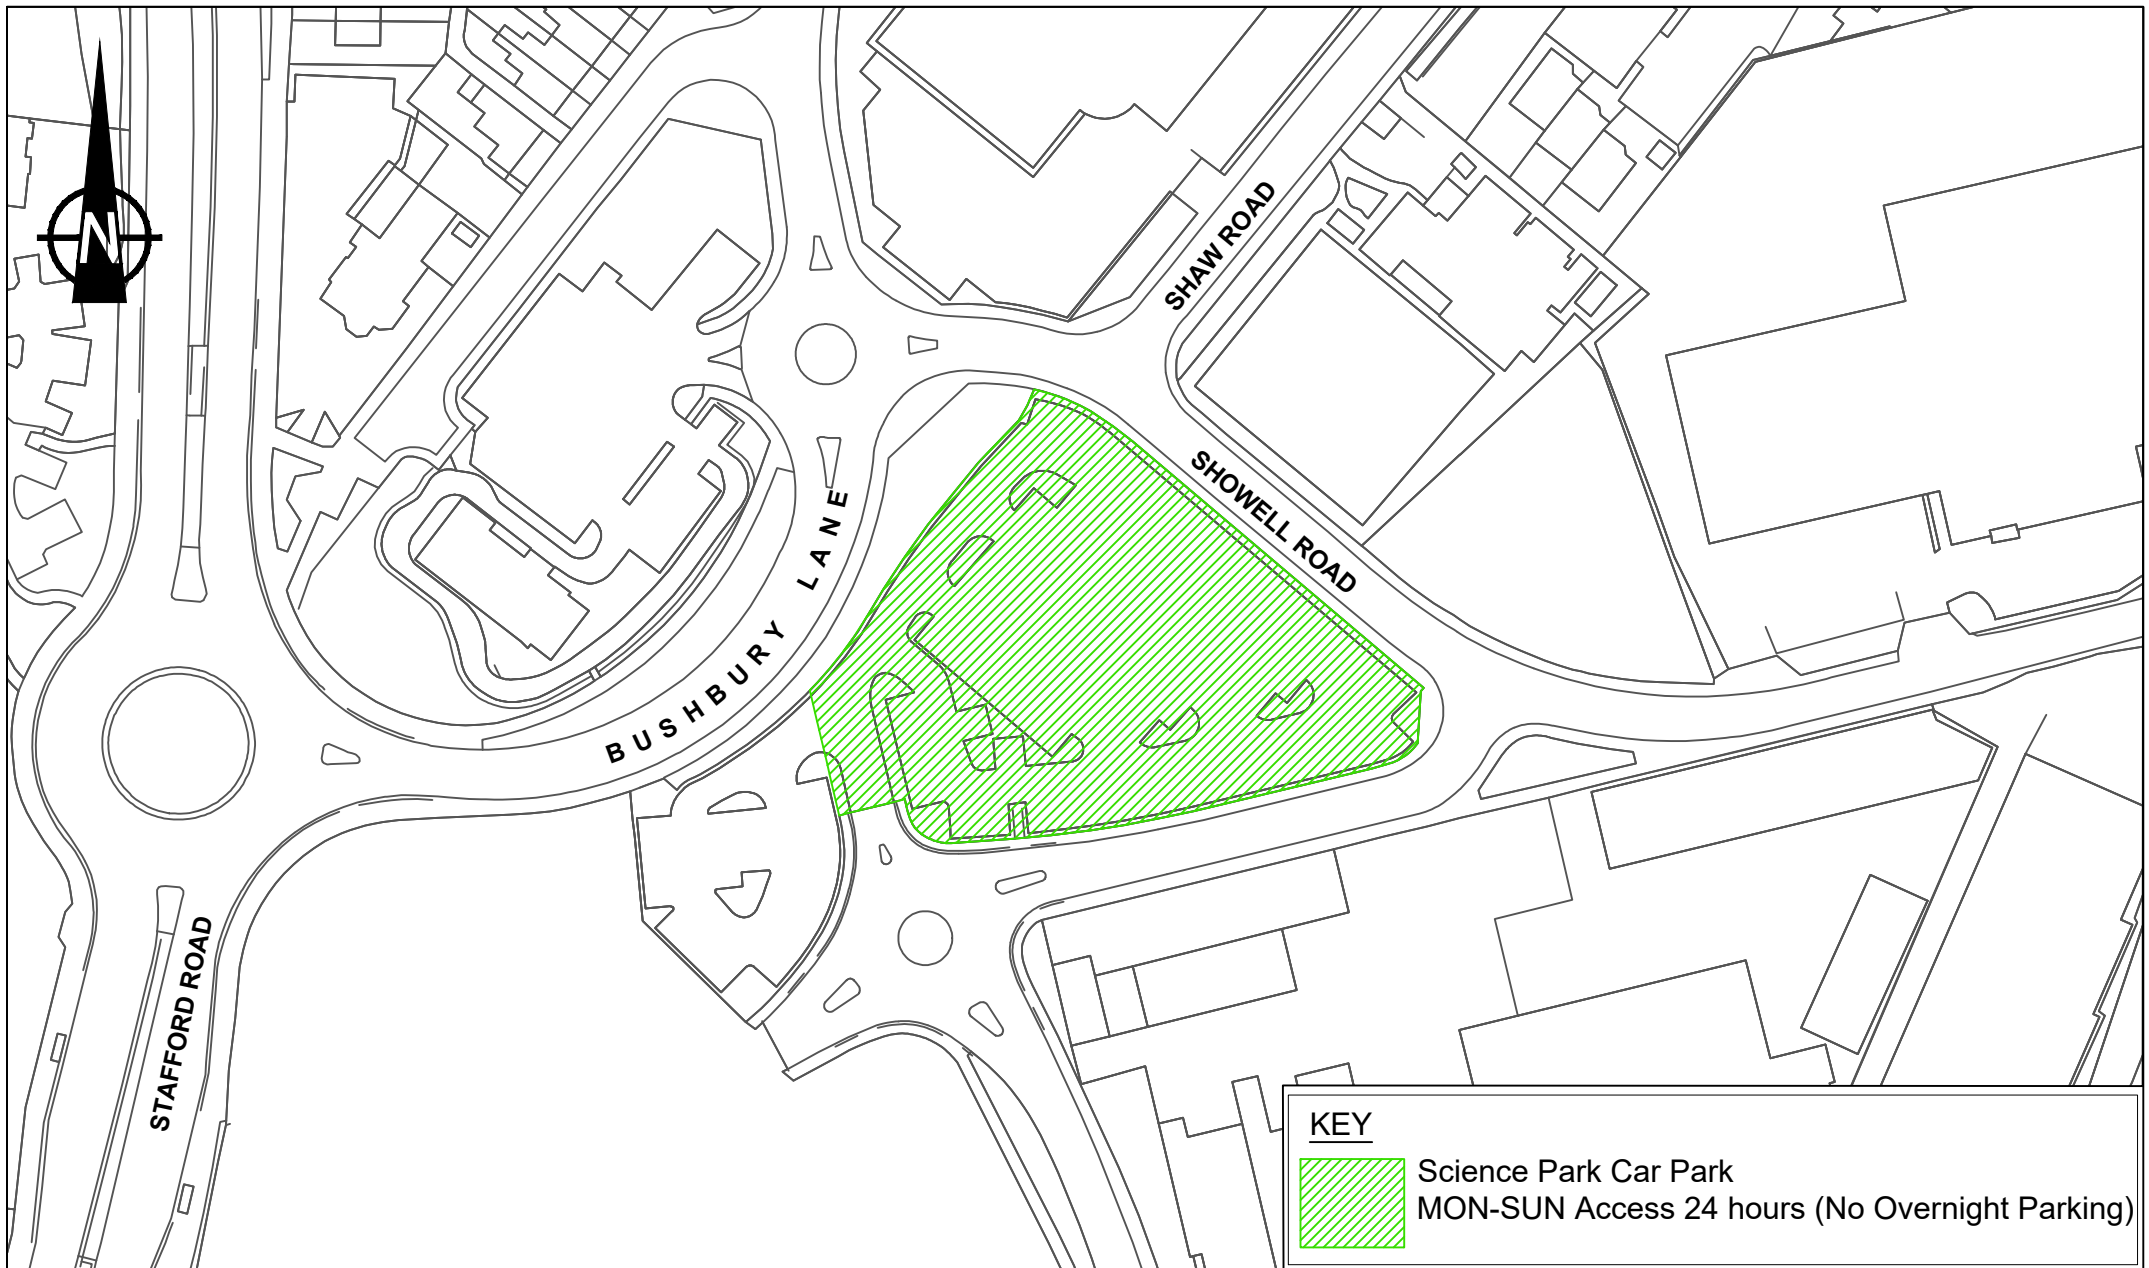 N
SHAW ROAD
SHOWELL ROAD
BUSHBURY LANE
STAFFORD ROAD
KEY
Science Park Car Park
MON-SUN Access 24 hours (No Overnight Parking)